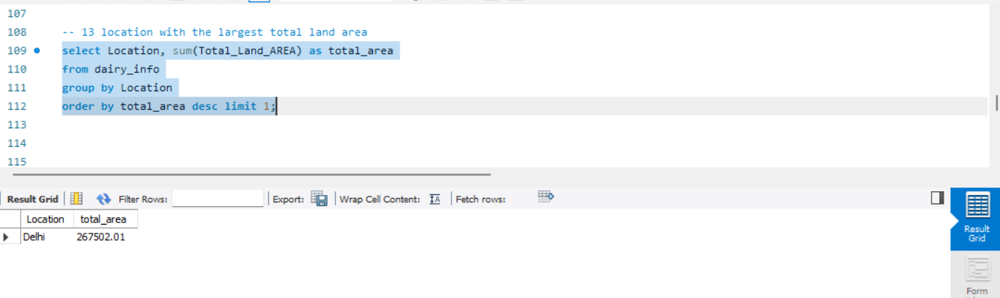 107
108 -- 13 location with the largest total land area
109 select Location, sum(Total_Land_AREA) as total_area
110 from dairy_info
111 group by Location
112 order by total_area desc limit 1;
113
114
115
Result Grid Filter Rows: Export: Wrap Cell Content: IA Fetch rows:
Location total_area
Delhi 267502.01
Result
Grid
Form